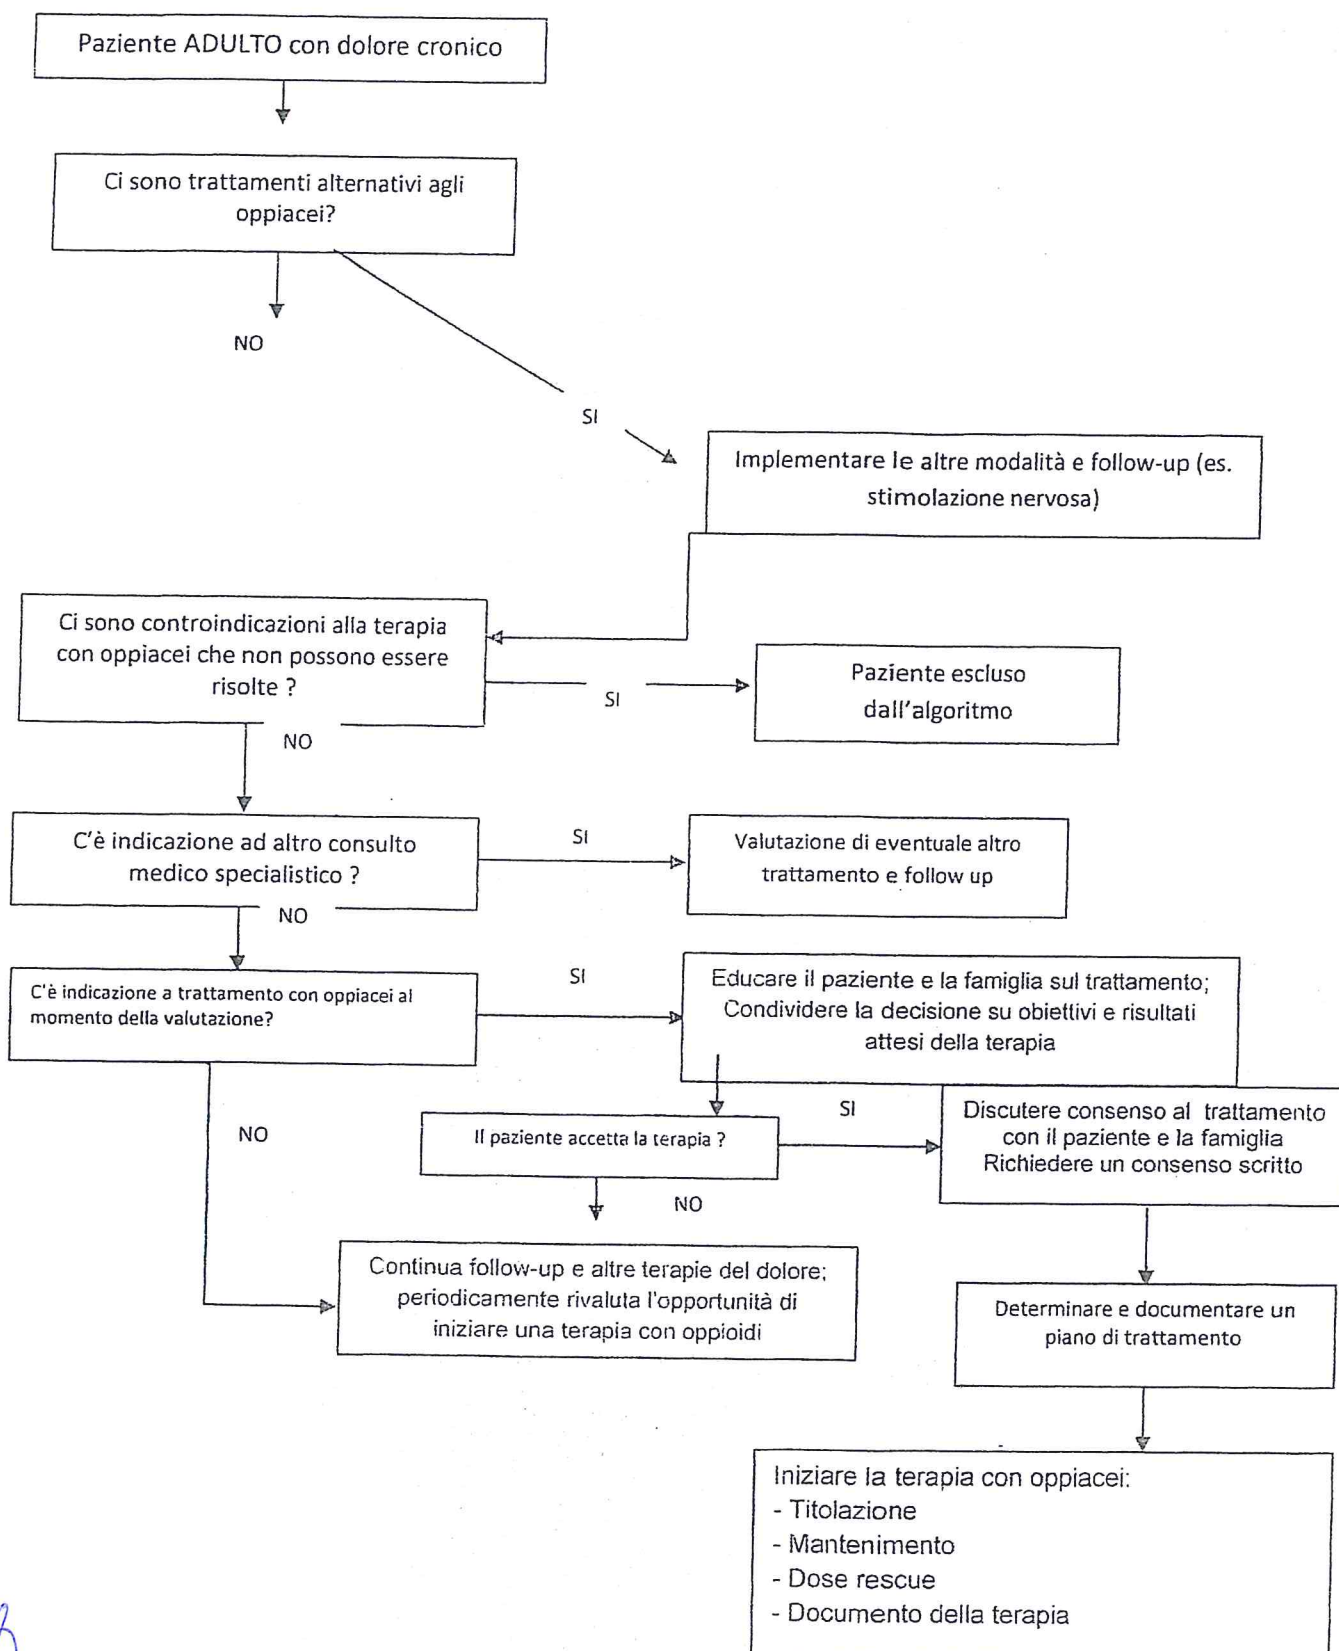 Paziente ADULTO con dolore cronico
Ci sono trattamenti alternativi agli
oppiacei?
NO
SI
Implementare le altre modalità e follow-up (es.
stimolazione nervosa)
Ci sono controindicazioni alla terapia
con oppiacei che non possono essere
risolte ?
SI
Paziente escluso
dall'algoritmo
NO
C'è indicazione ad altro consulto
medico specialistico ?
SI
Valutazione di eventuale altro
trattamento e follow up
NO
C'è indicazione a trattamento con oppiacei al
momento della valutazione?
SI
Educare il paziente e la famiglia sul trattamento;
Condividere la decisione su obiettivi e risultati
attesi della terapia
NO
Il paziente accetta la terapia ?
SI
Discutere consenso al trattamento
con il paziente e la famiglia
Richiedere un consenso scritto
NO
Continua follow-up e altre terapie del dolore;
periodicamente rivaluta l'opportunità di
iniziare una terapia con oppioidi
Determinare e documentare un
piano di trattamento
Iniziare la terapia con oppiacei:
- Titolazione
- Mantenimento
- Dose rescue
- Documento della terapia